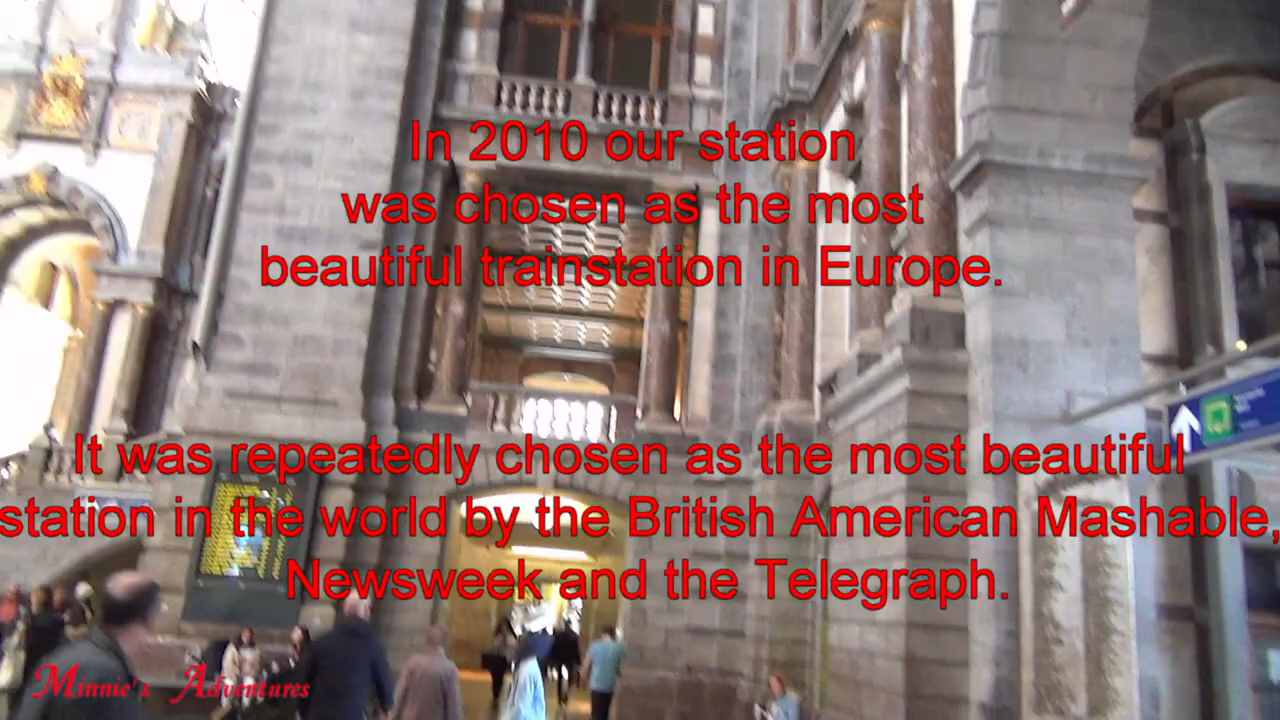 In 2010 our station
was chosen as the most
beautiful trainstation in Europe.
It was repeatedly chosen as the most beautiful
station in the world by the British American Mashable,
Newsweek and the Telegraph.
Minnie's Adventures